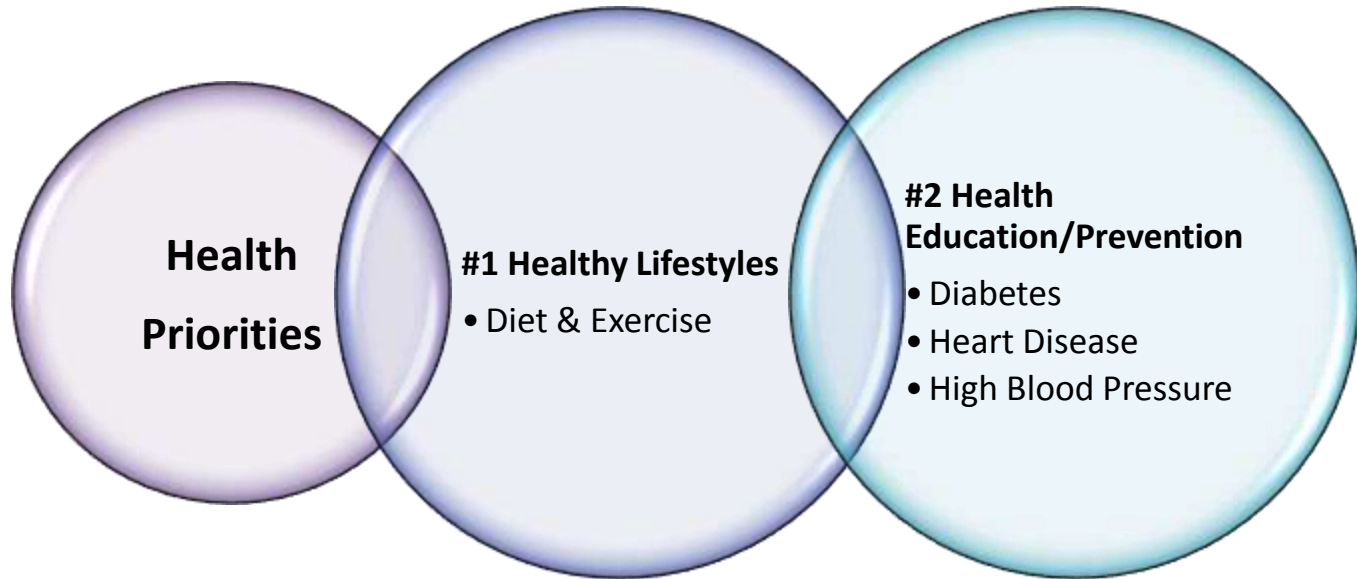 Health
Priorities
#1 Healthy Lifestyles
• Diet & Exercise
#2 Health
Education/Prevention
• Diabetes
• Heart Disease
• High Blood Pressure